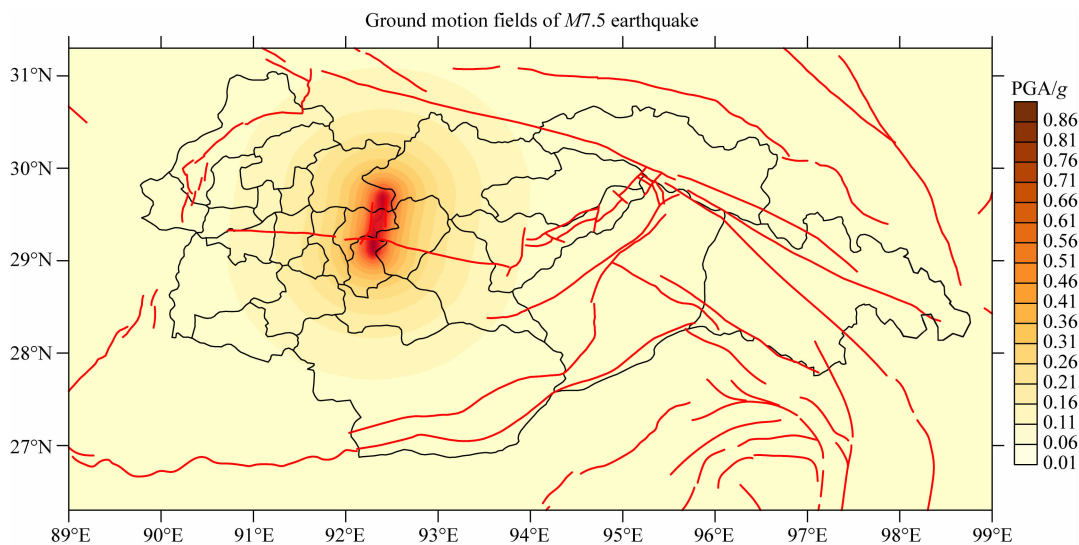 Ground motion fields of M7.5 earthquake
31°N
30°N
29°N
28°N
27°N
89°E
90°E
91°E
92°E
93°E
94°E
95°E
96°E
97°E
98°E
99°E
PGA/g
0.86
0.81
0.76
0.71
0.66
0.61
0.56
0.51
0.46
0.41
0.36
0.31
0.26
0.21
0.16
0.11
0.06
0.01